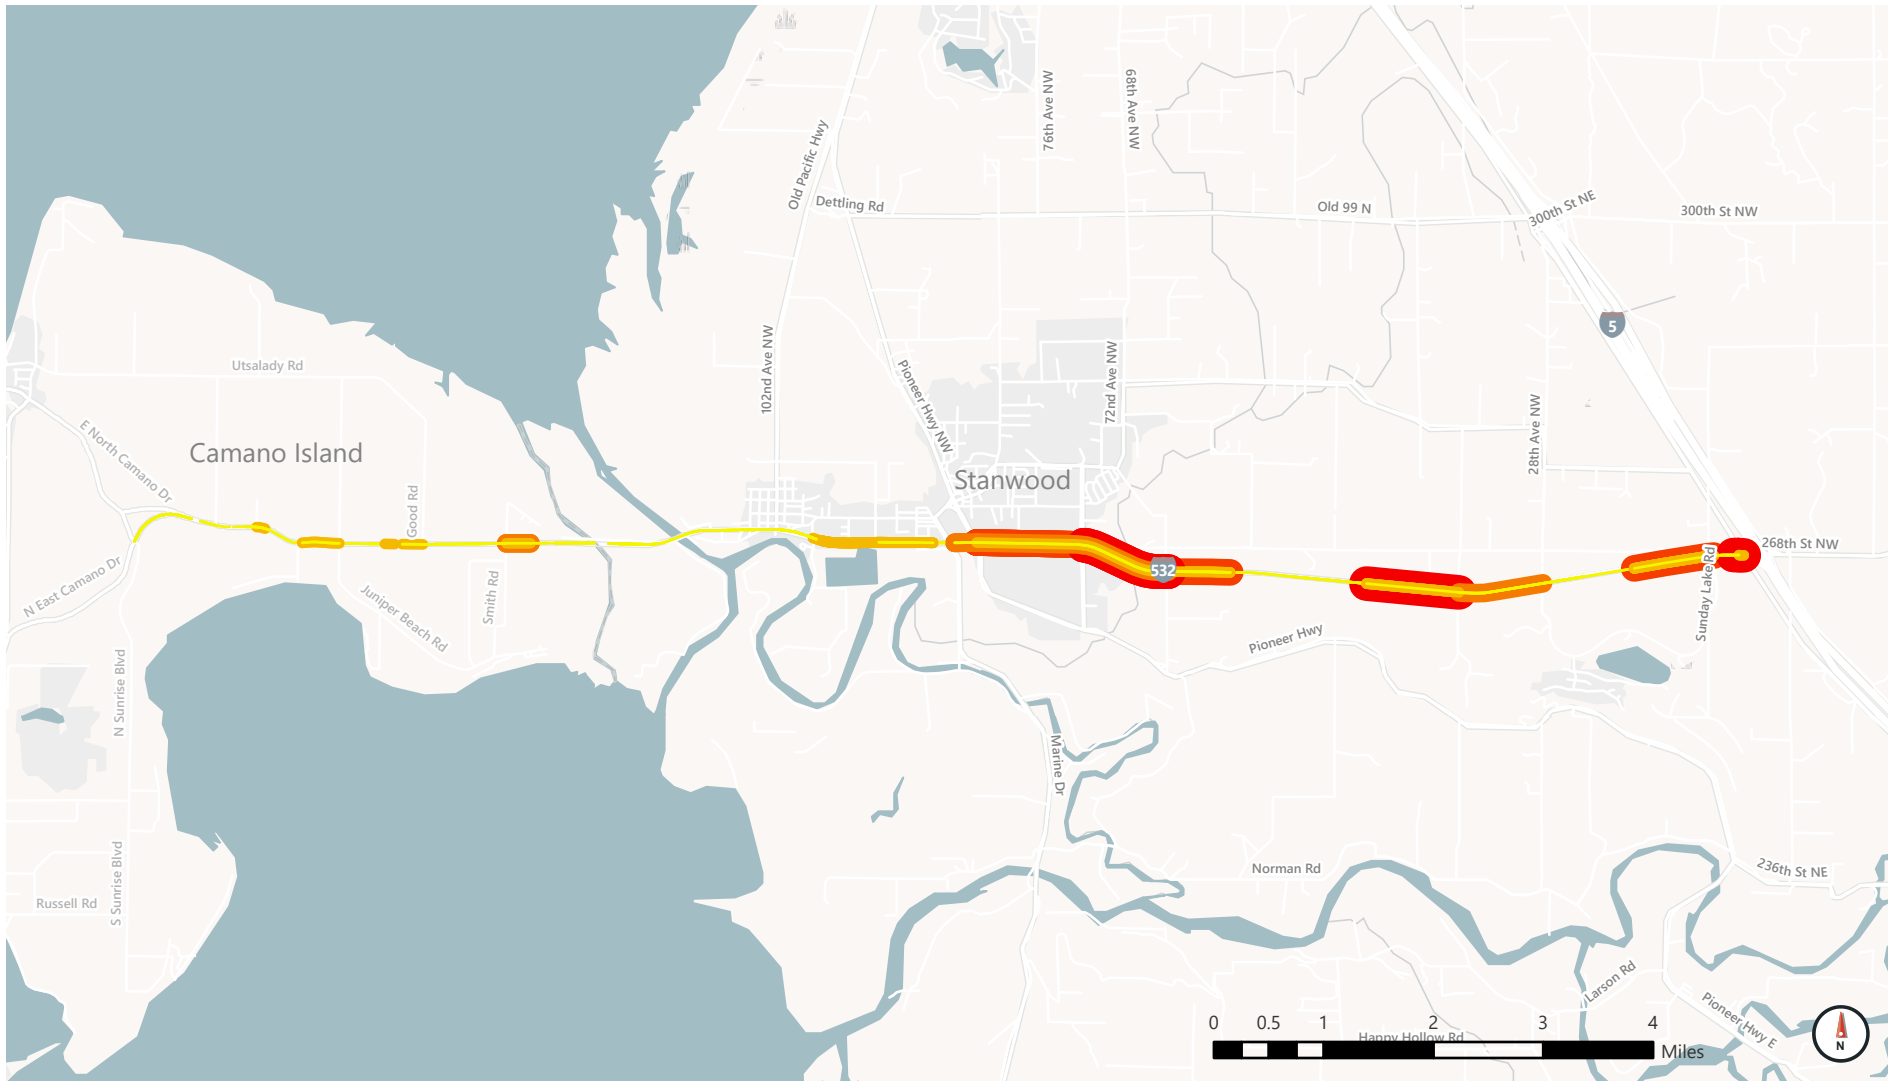 76th Ave NW
68th Ave NW
Old Pacific Hwy
Dettling Rd
Old 99 N
300th St NE
300th St NW
5
Utsalady Rd
102nd Ave NW
Pioneer Hwy NW
72nd Ave NW
28th Ave NW
E North Camano Dr
Camano Island
Stanwood
Good Rd
N East Camano Dr
Smith Rd
Juniper Beach Rd
532
268th St NW
Sunday Lake Rd
Pioneer Hwy
N Sunrise Blvd
Marine Dr
S Sunrise Blvd
Russell Rd
Norman Rd
236th St NE
Larson Rd
Pioneer Hwy E
Happy Hollow Rd
0 0.5 1 2 3 4
Miles
N